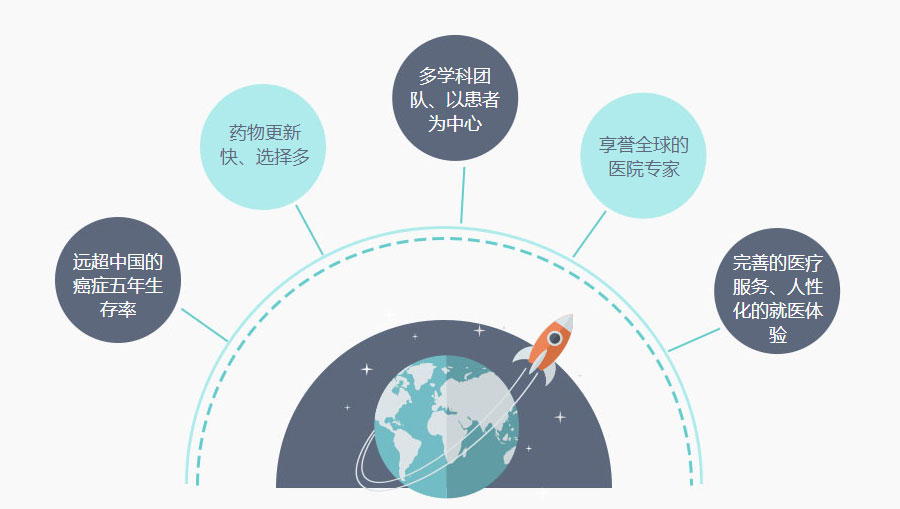 远超中国的
癌症五年生
存率
药物更新
快、选择多
多学科团
队、以患者
为中心
享誉全球的
医院专家
完善的医疗
服务、人性
化的就医体
验